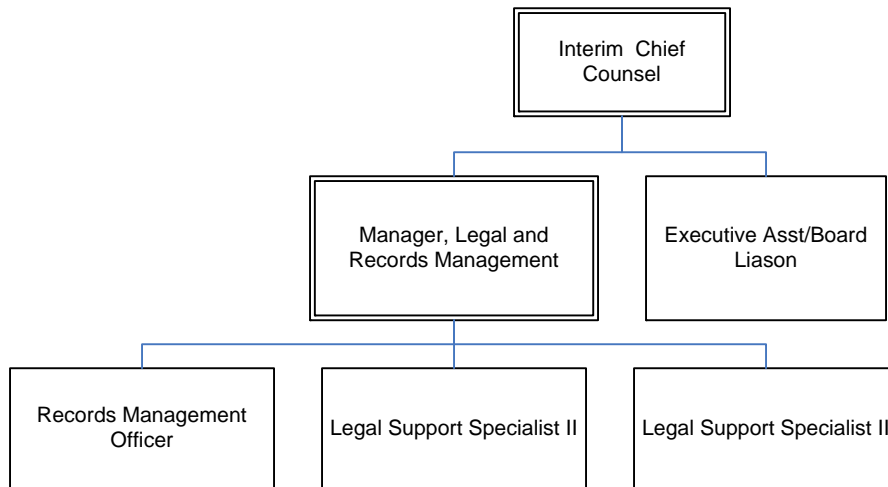 Interim Chief
Counsel
Manager, Legal and
Records Management
Executive Asst/Board
Liason
Records Management
Officer
Legal Support Specialist II
Legal Support Specialist II